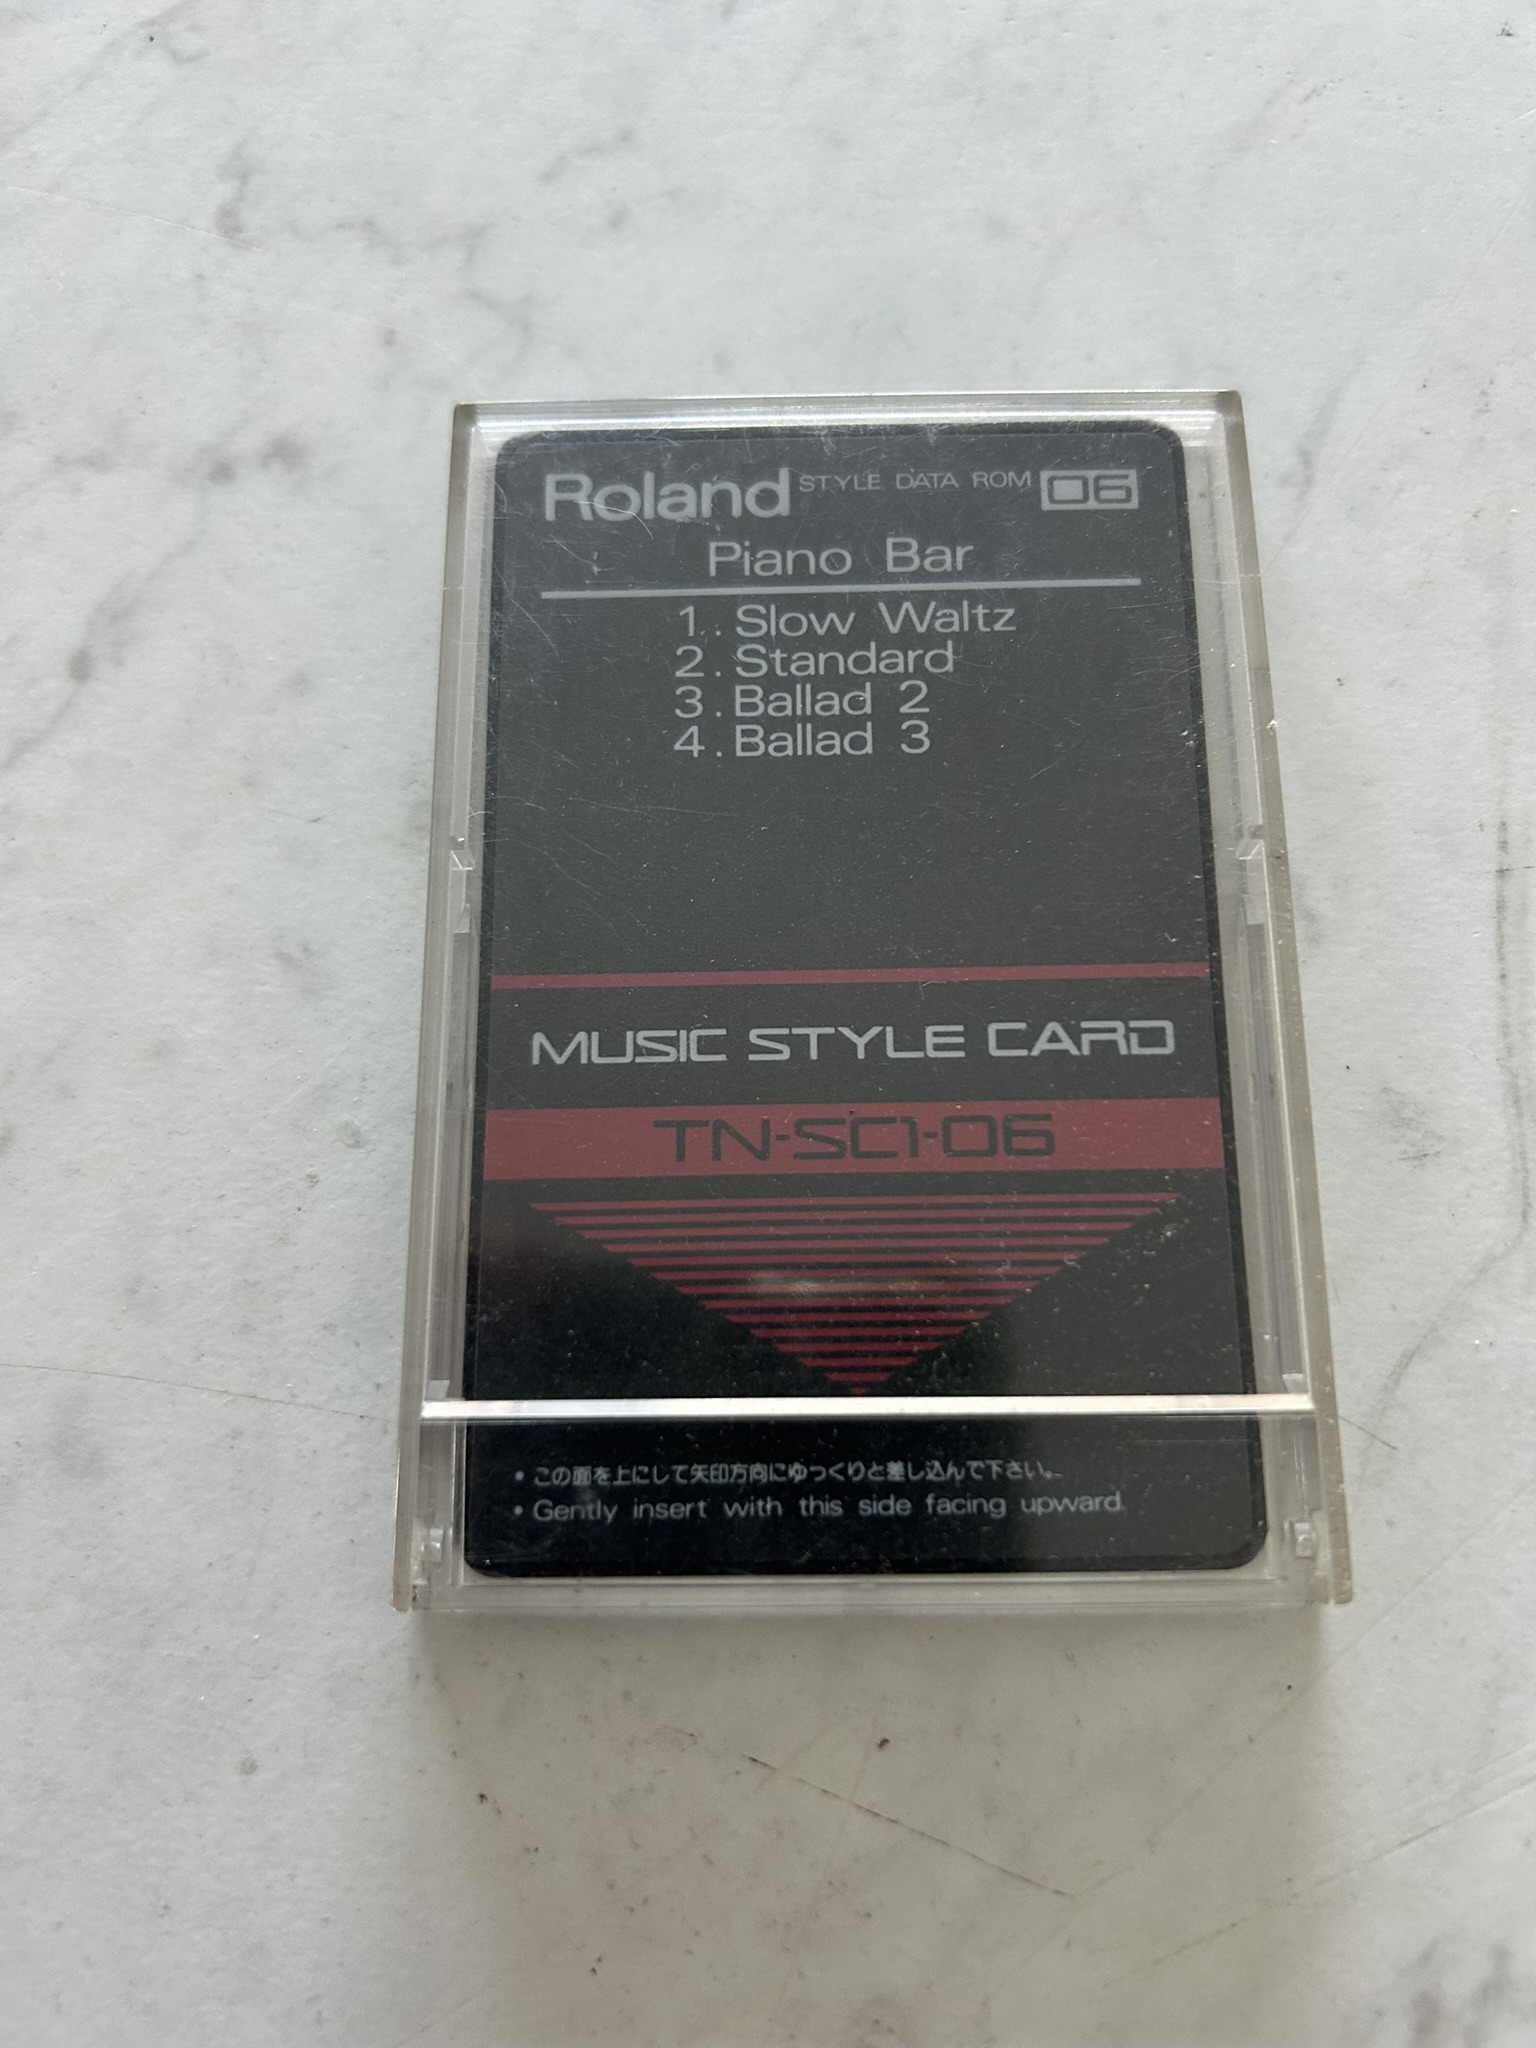 Roland STYLE DATA ROM 06
Piano Bar
1. Slow Waltz
2. Standard
3. Ballad 2
4. Ballad 3
MUSIC STYLE CARD
TN-SC1-06
• この面を上にして矢印方向にゆっくりと差し込んで下さい。
• Gently insert with this side facing upward.